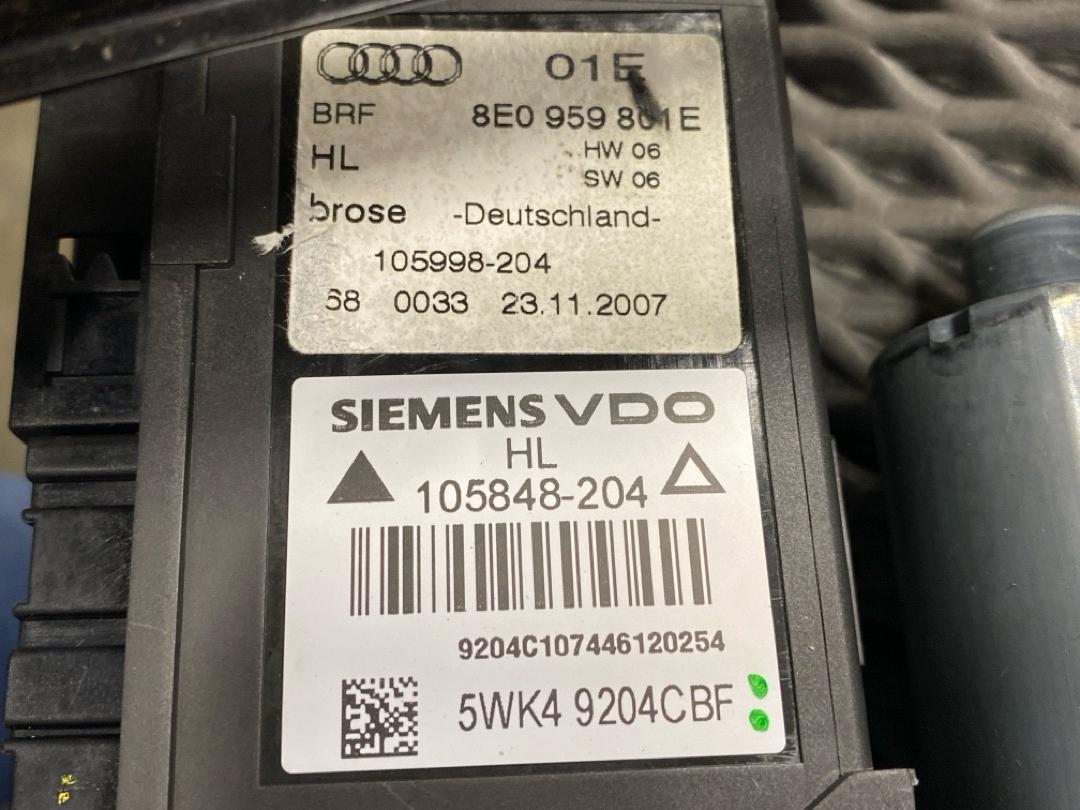 01E
BRF 8E0 959 801E
HL HW 06
SW 06
brose -Deutschland-
105998-204
68 0033 23.11.2007
SIEMENS VDO
HL
105848-204
9204C107446120254
5WK4 9204CBF